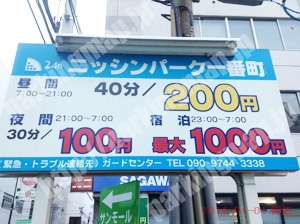 24h ニッシンパーク一番町
昼間 40分/200円
7:00~21:00
夜間 21:00~7:00 宿泊 23:00~7:00
30分/100円 最大1000円
(緊急・トラブル連絡先) ガードセンター TEL 090-9744-3338
SAGAWA
サンモール